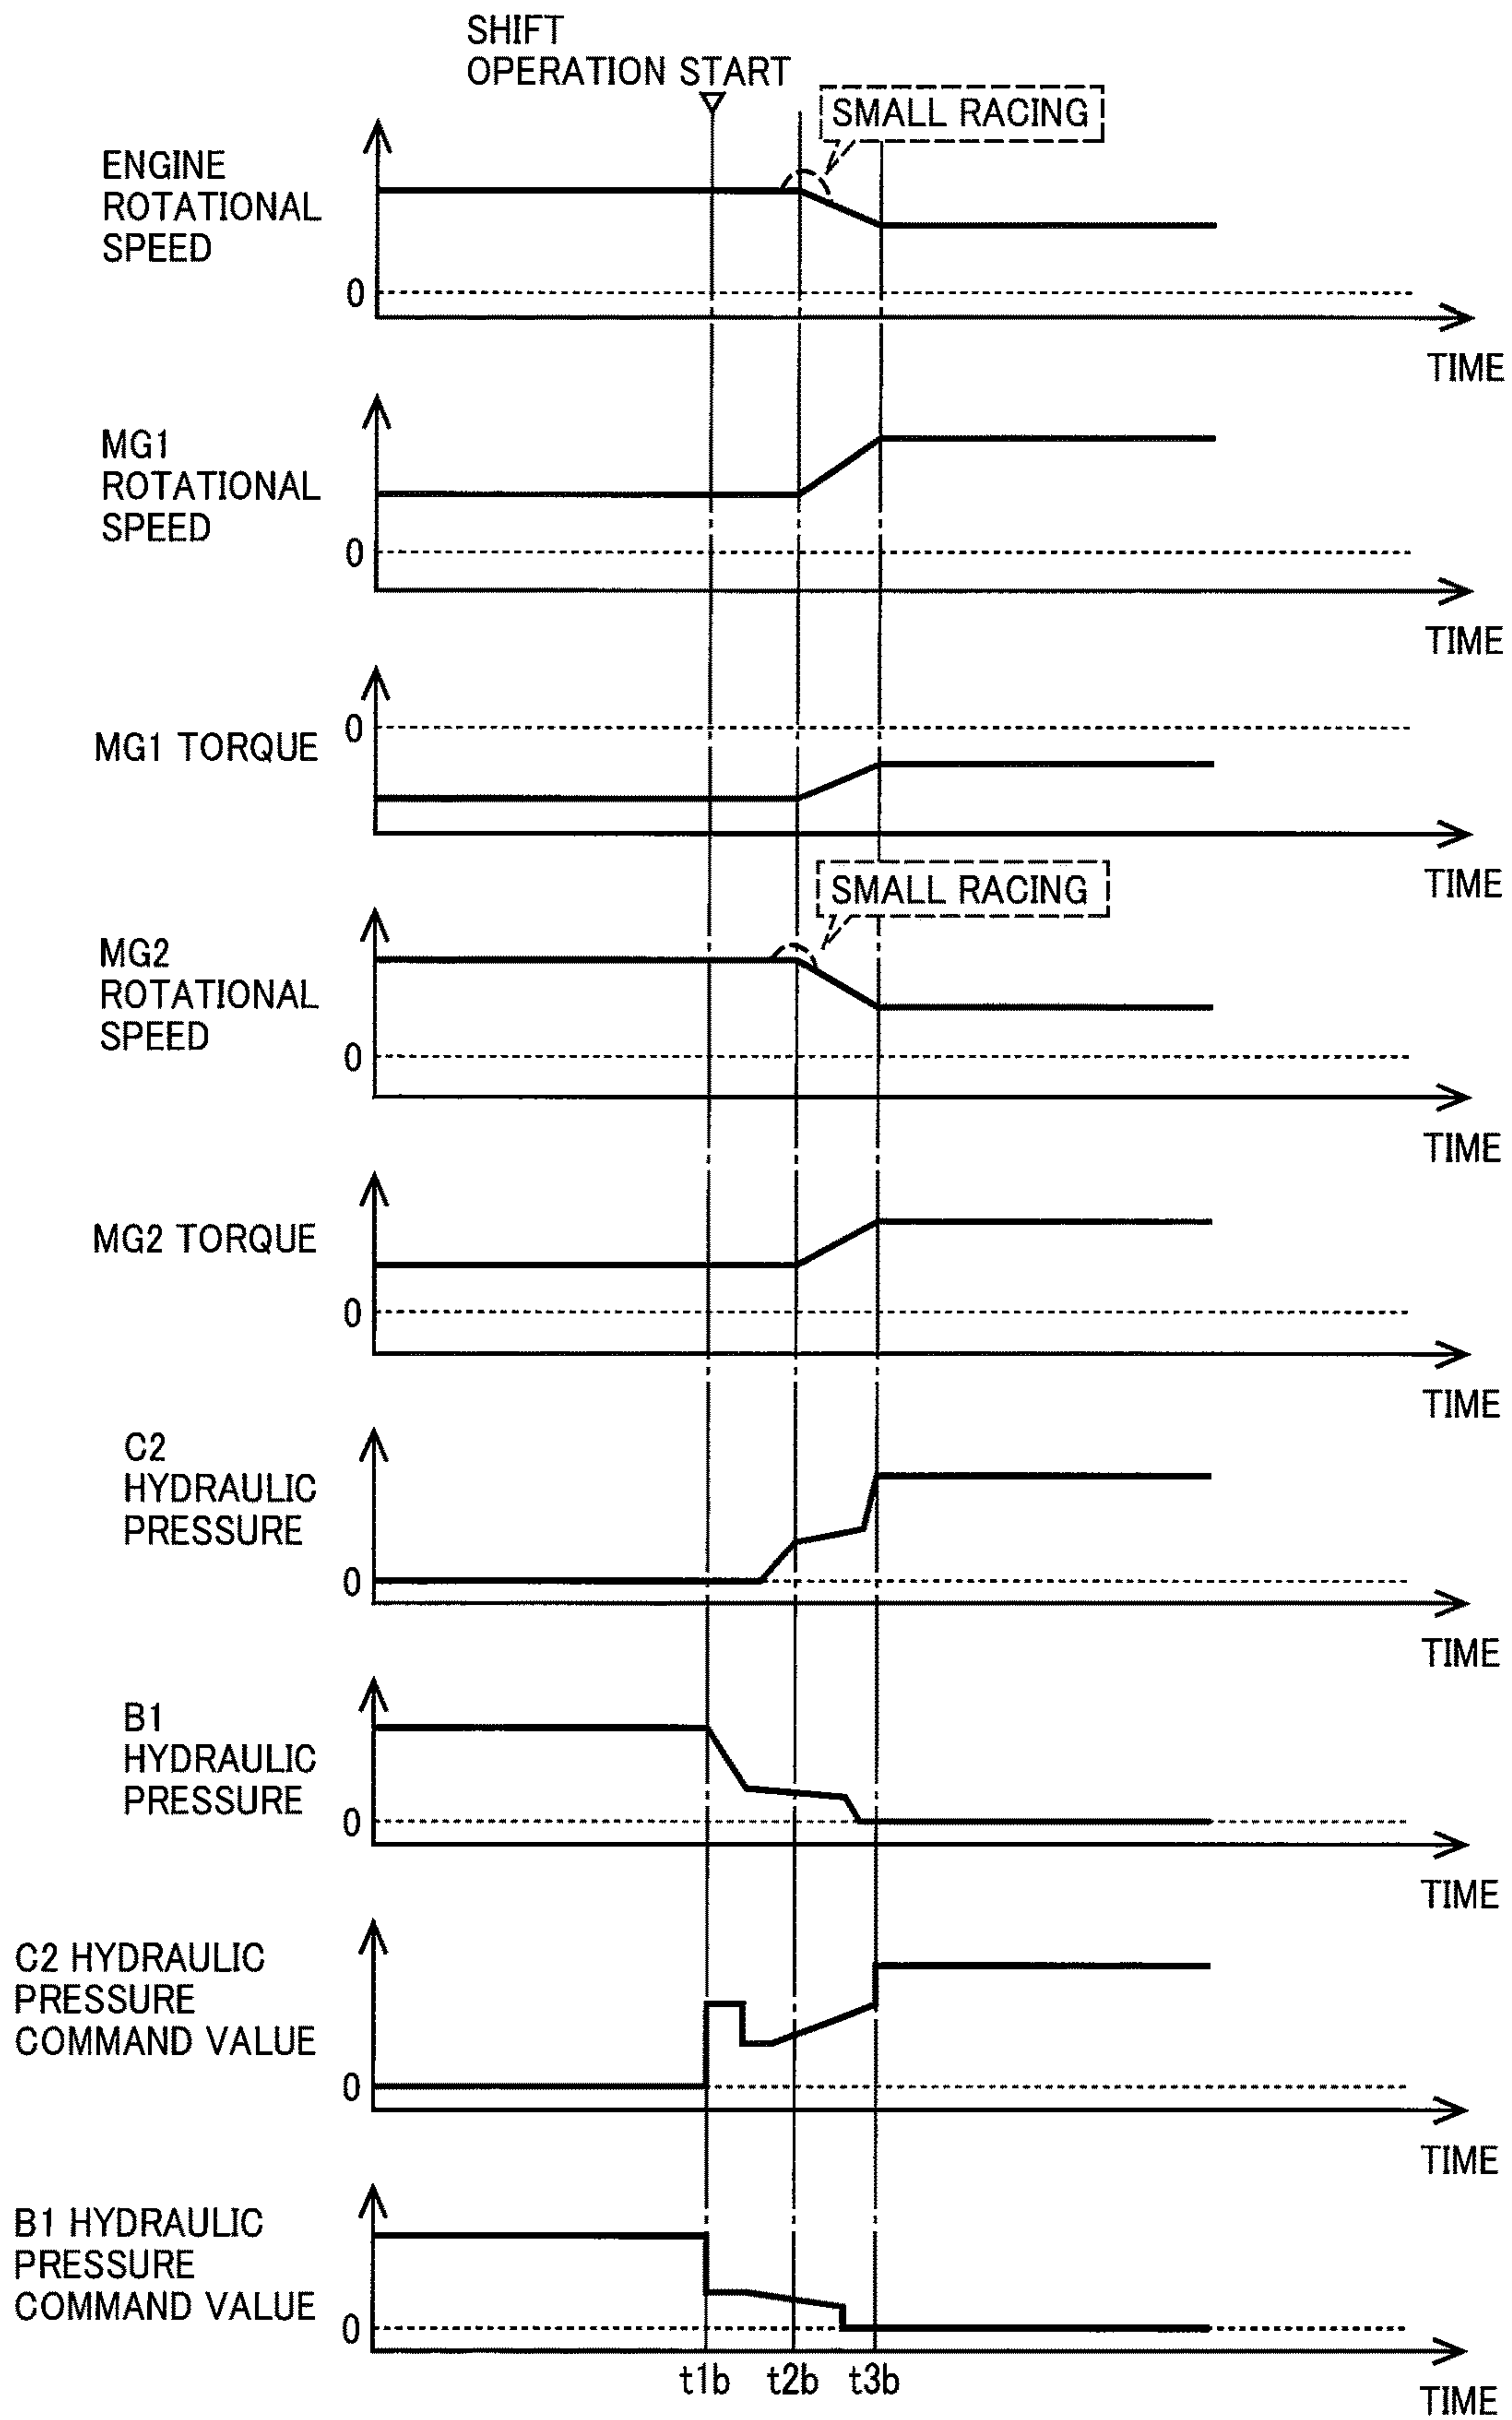 SHIFT
OPERATION START
SMALL RACING
ENGINE
ROTATIONAL
SPEED
0
TIME
MG1
ROTATIONAL
SPEED
0
TIME
0
MG1 TORQUE
TIME
SMALL RACING
MG2
ROTATIONAL
SPEED
0
TIME
MG2 TORQUE
0
TIME
C2
HYDRAULIC
PRESSURE
0
TIME
B1
HYDRAULIC
PRESSURE
0
TIME
C2 HYDRAULIC
PRESSURE
COMMAND VALUE
0
TIME
B1 HYDRAULIC
PRESSURE
COMMAND VALUE
0
t1b t2b t3b
TIME